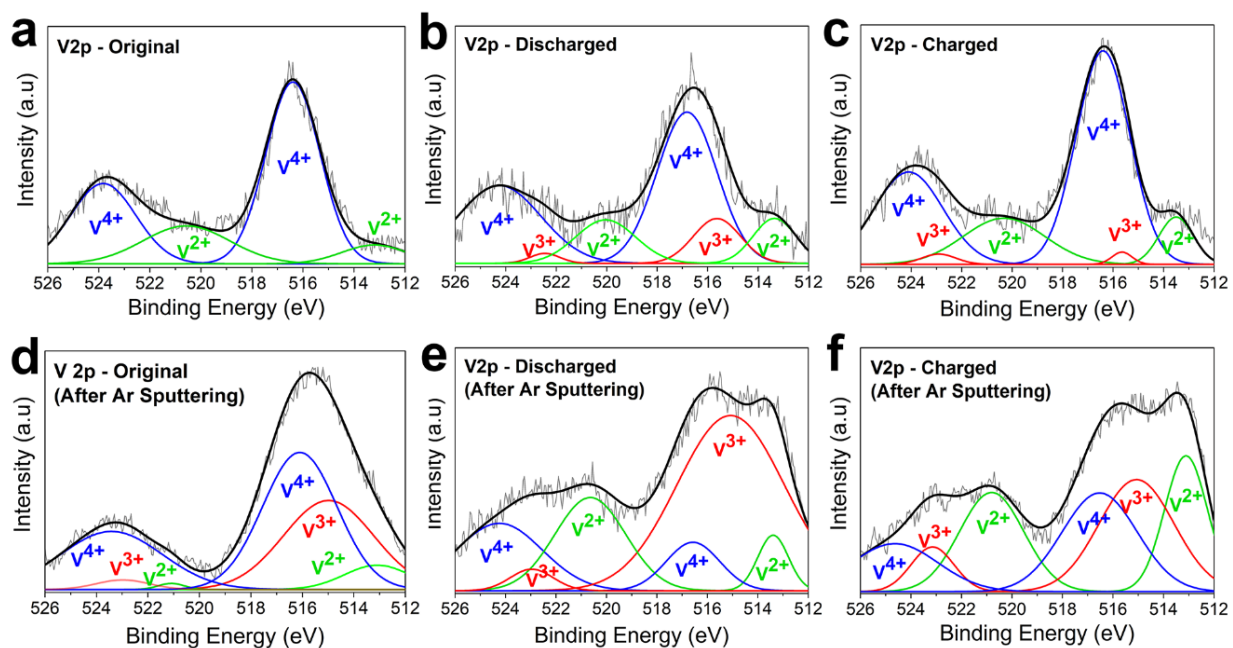 a
V2p - Original
Intensity (a.u)
V4+
V2+
V4+
V2+
526 524 522 520 518 516 514 512
Binding Energy (eV)
b
V2p - Discharged
Intensity (a.u)
V4+
V3+
V2+
V4+
V3+
V2+
526 524 522 520 518 516 514 512
Binding Energy (eV)
c
V2p - Charged
Intensity (a.u)
V4+
V3+
V2+
V4+
V3+
V2+
526 524 522 520 518 516 514 512
Binding Energy (eV)
d
V 2p - Original
(After Ar Sputtering)
Intensity (a.u)
V4+
V3+
V2+
V4+
V3+
V2+
526 524 522 520 518 516 514 512
Binding Energy (eV)
e
V2p - Discharged
(After Ar Sputtering)
Intensity (a.u)
V4+
V3+
V2+
V4+
V3+
V2+
526 524 522 520 518 516 514 512
Binding Energy (eV)
f
V2p - Charged
(After Ar Sputtering)
Intensity (a.u)
V4+
V3+
V2+
V4+
V3+
V2+
526 524 522 520 518 516 514 512
Binding Energy (eV)